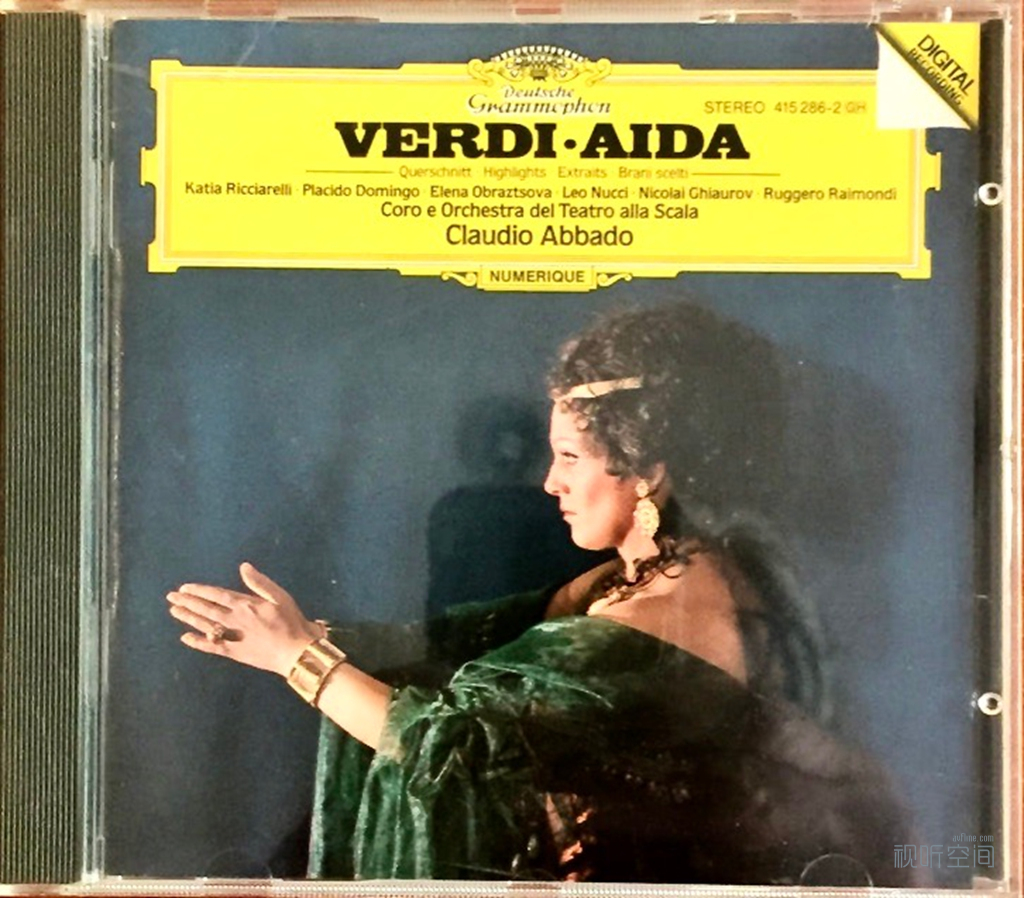 DIGITAL
RECORDING
Deutsche
Grammophon
STEREO 415 286-2 GH
VERDI·AIDA
Querschnitt · Highlights · Extraits · Brani scelti
Katia Ricciarelli · Placido Domingo · Elena Obraztsova · Leo Nucci · Nicolai Ghiaurov · Ruggero Raimondi
Coro e Orchestra del Teatro alla Scala
Claudio Abbado
NUMERIQUE
avfline.com
视听空间